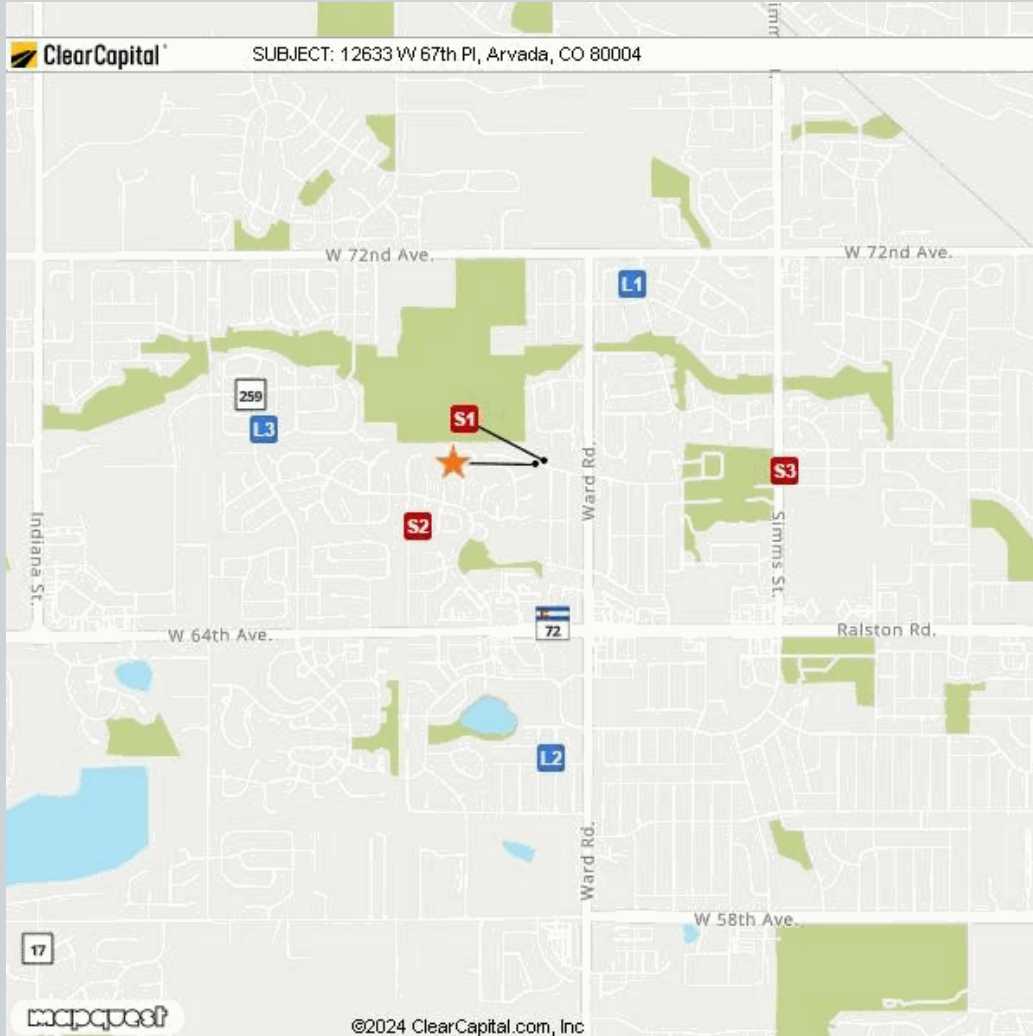 Simm
ClearCapital
SUBJECT: 12633 W 67th Pl, Arvada, CO 80004
W 72nd Ave.
W 72nd Ave.
L1
259
L3
S1
Ward Rd.
S3
Indiana St.
S2
Simms St.
72
W 64th Ave.
Ralston Rd.
L2
Ward Rd.
W 58th Ave.
17
mapquest
©2024 ClearCapital.com, Inc